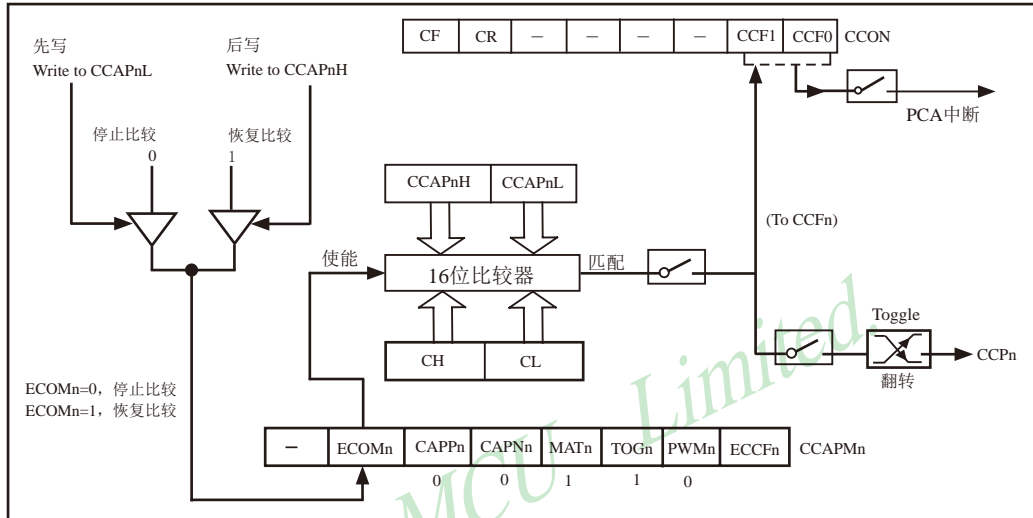 CF CR － － － － CCF1 CCF0 CCON
先写
Write to CCAPnL
后写
Write to CCAPnH
PCA中断
停止比较
0
恢复比较
1
CCAPnH CCAPnL
(To CCFn)
使能
16位比较器
匹配
Toggle
CCPn
翻转
CH CL
ECOMn=0，停止比较
ECOMn=1，恢复比较
－ ECOMn CAPPn CAPNn MATn TOGn PWMn ECCFn CCAPMn
0 0 1 1 0
MCU Limited.